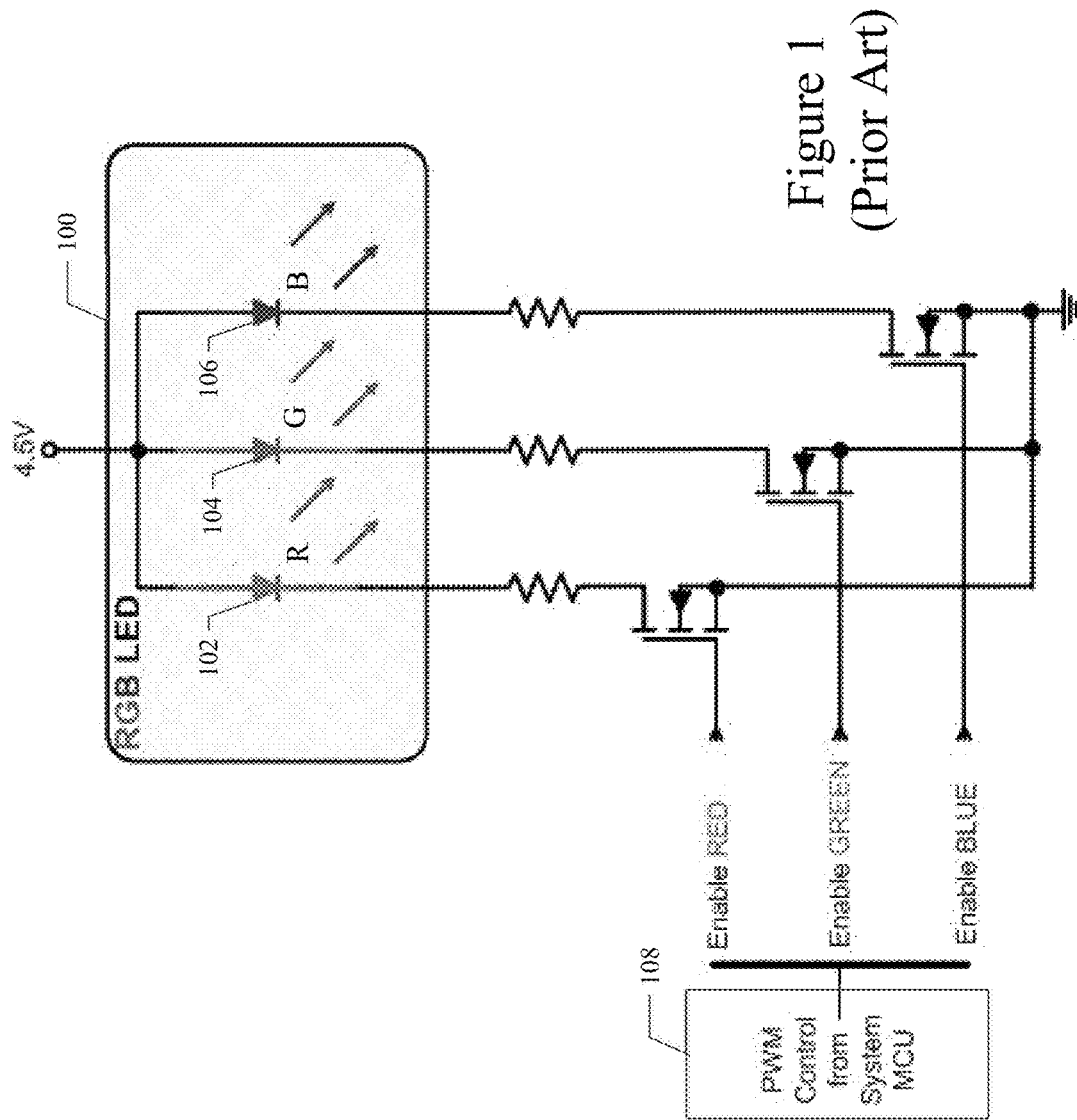 4.5V
100
RGB LED
102
104
106
R
G
B
Enable RED
Enable GREEN
Enable BLUE
108
PWM
Control
from
System
MCU
Figure 1
(Prior Art)